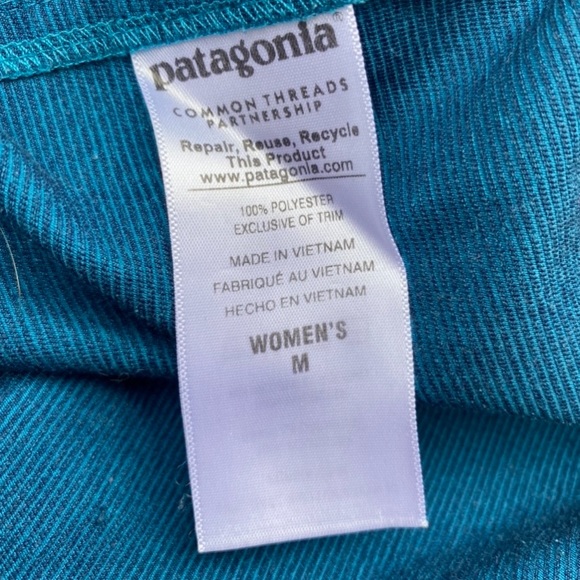 patagonia®
COMMON THREADS
PARTNERSHIP
Repair, Reuse, Recycle
This Product
www.patagonia.com
100% POLYESTER
EXCLUSIVE OF TRIM
MADE IN VIETNAM
FABRIQUÉ AU VIETNAM
HECHO EN VIETNAM
WOMEN'S
M